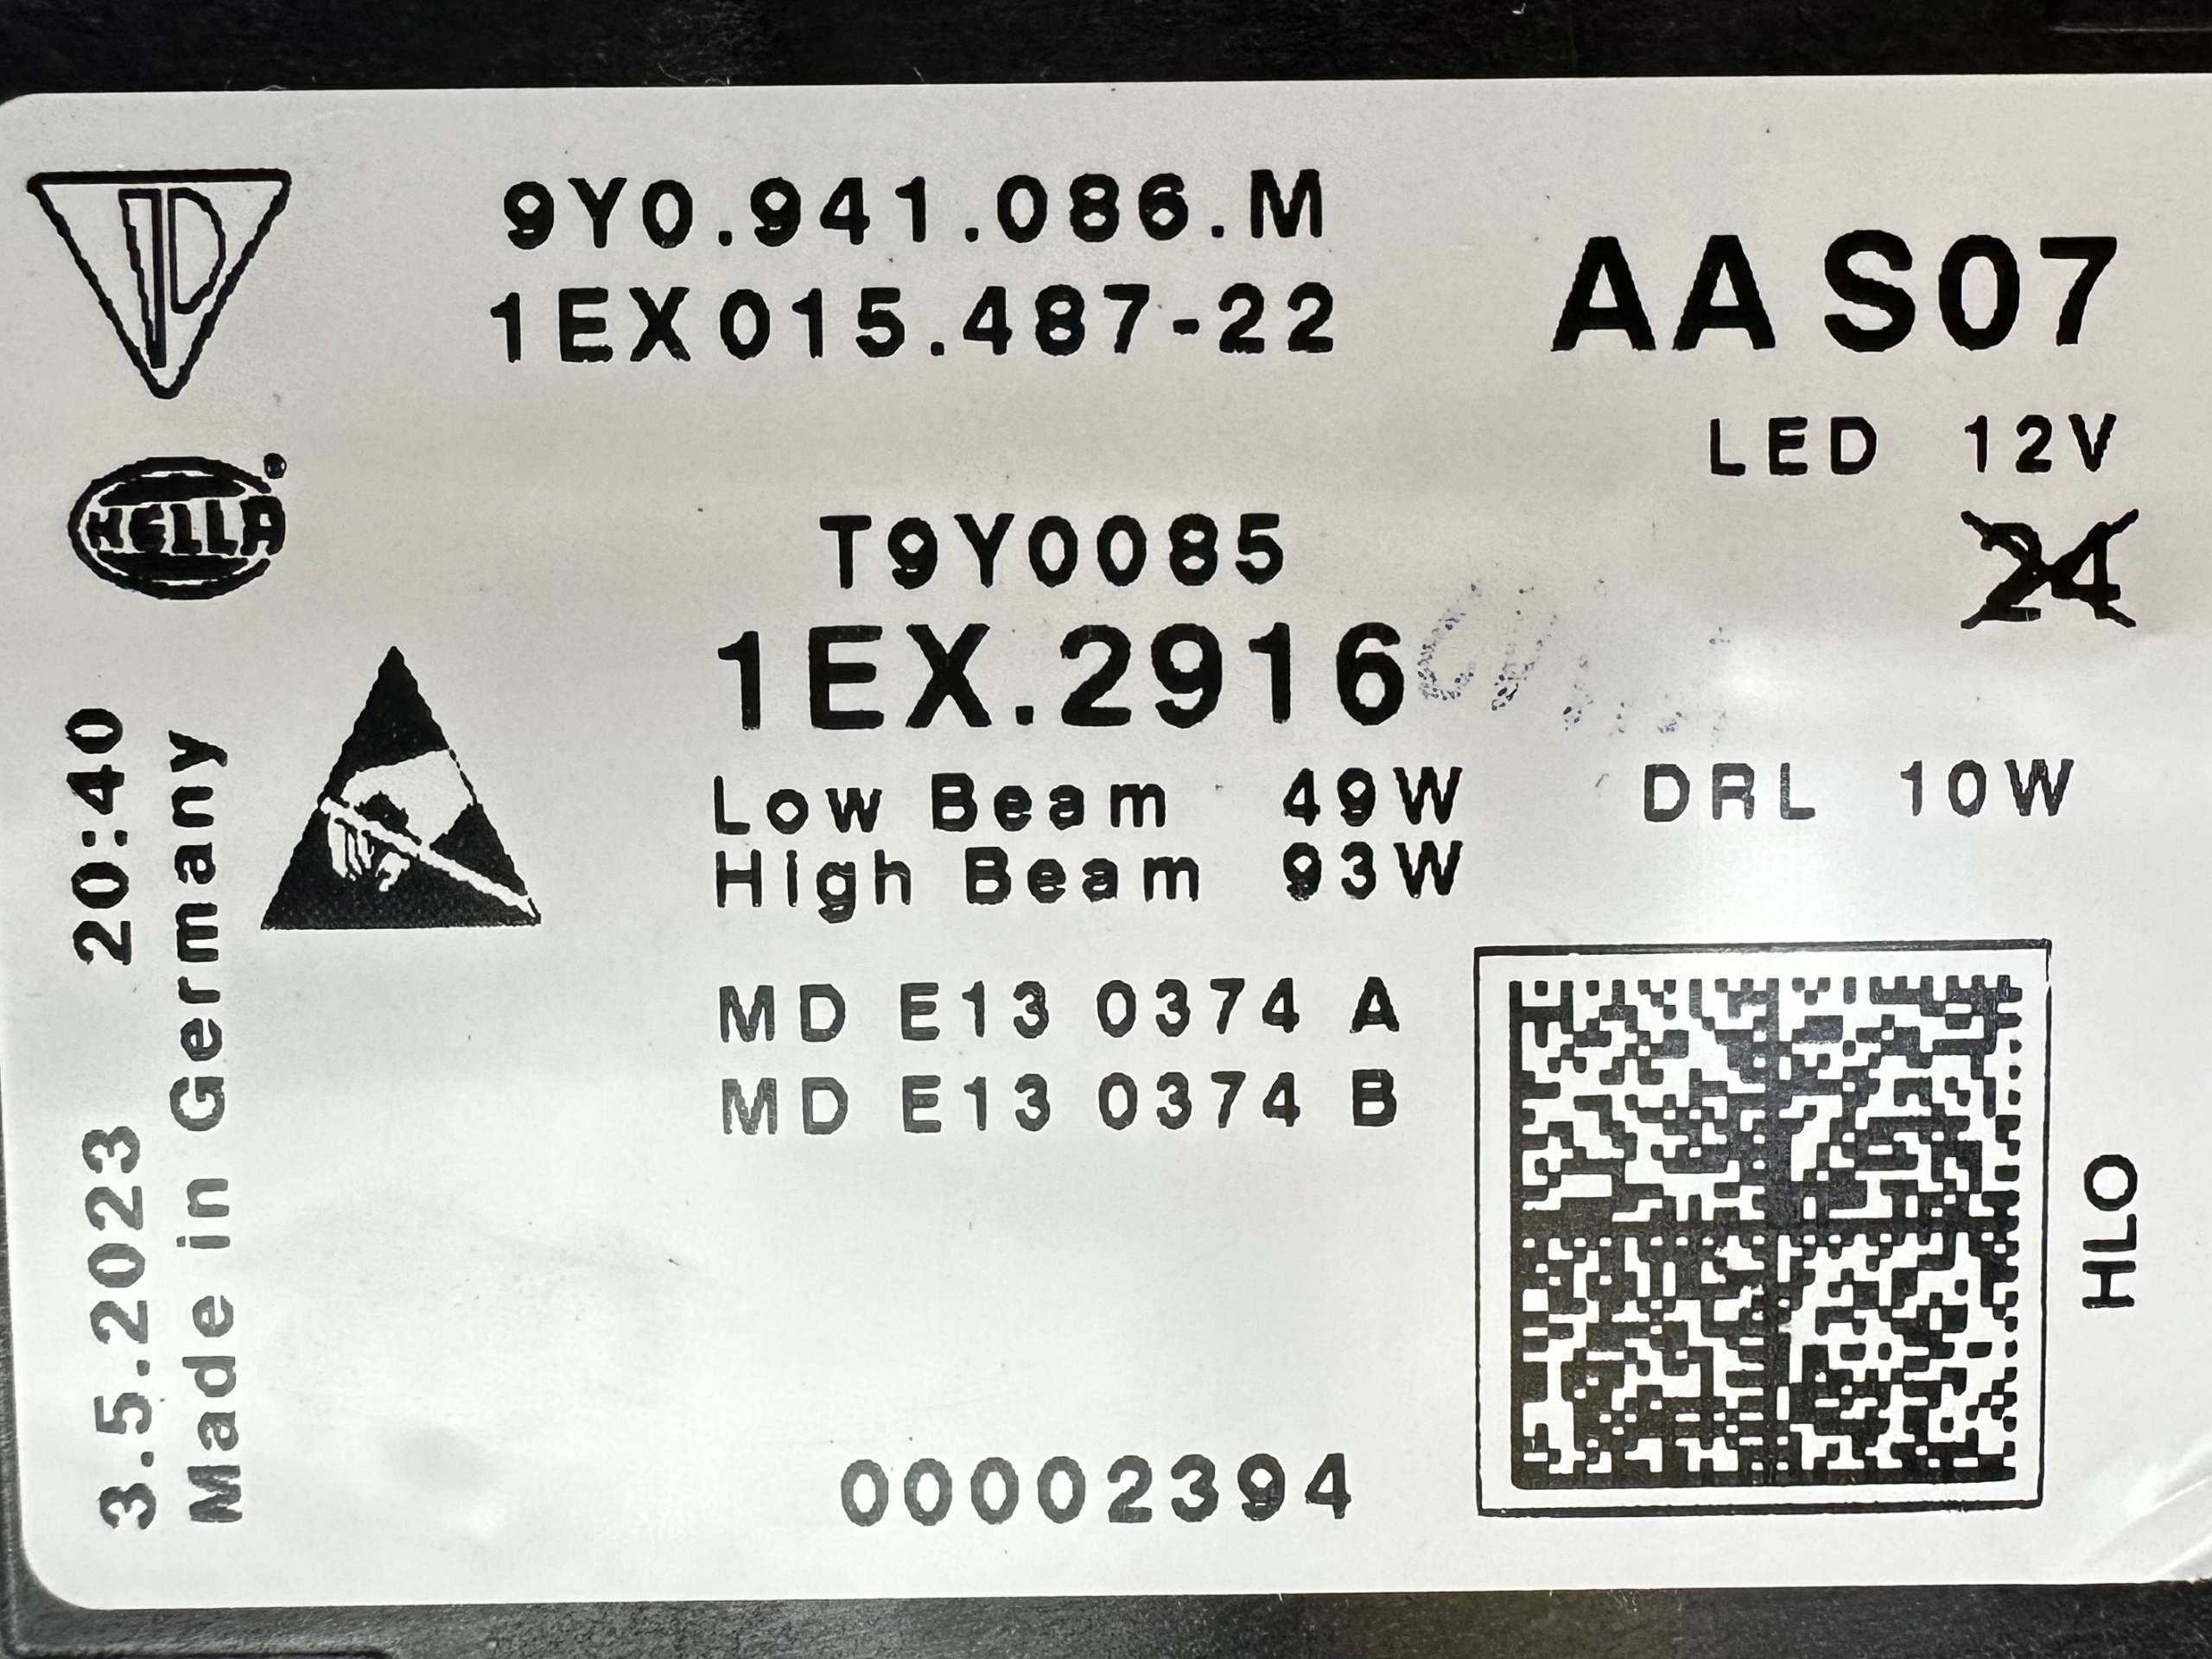 9Y0.941.086.M
1EX015.487-22
AA S07
LED 12V
24
HELLA®
T9Y0085
1EX.2916
Low Beam 49W
High Beam 93W
DRL 10W
MD E13 0374 A
MD E13 0374 B
3.5.2023 20:40
Made in Germany
HLO
00002394